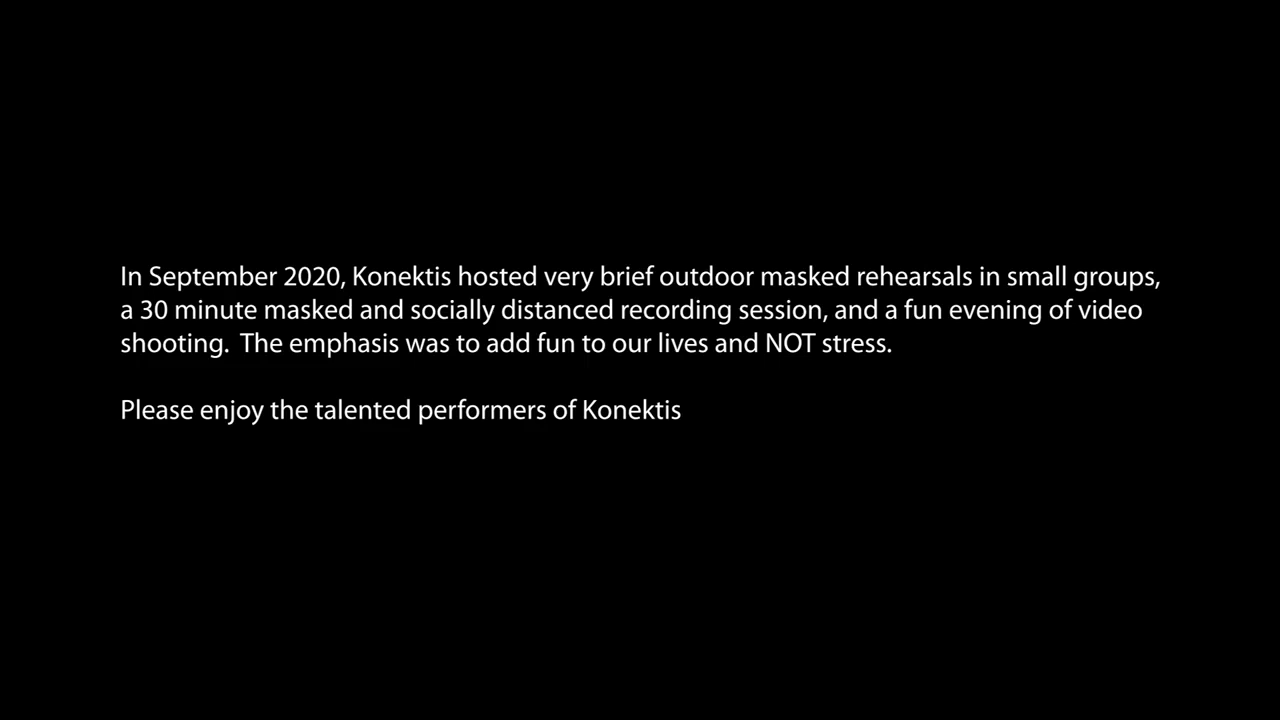 In September 2020, Konektis hosted very brief outdoor masked rehearsals in small groups,
a 30 minute masked and socially distanced recording session, and a fun evening of video
shooting.  The emphasis was to add fun to our lives and NOT stress.
Please enjoy the talented performers of Konektis